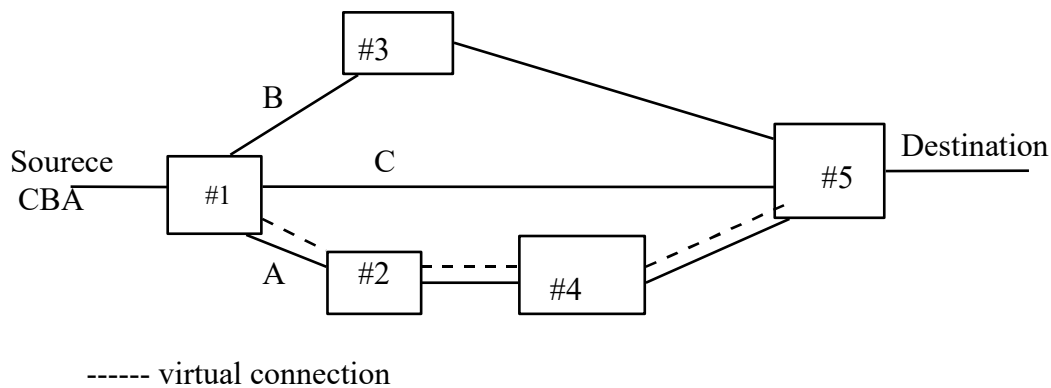 #3
B
Sourece
C
Destination
CBA
#1
#5
A
#2
#4
------ virtual connection